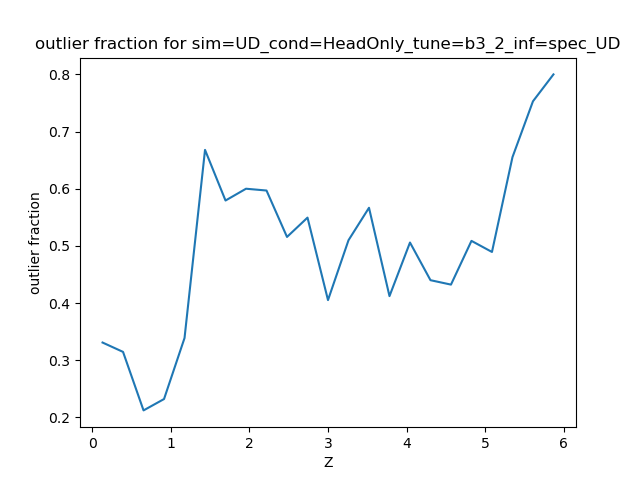 outlier fraction for sim=UD_cond=HeadOnly_tune=b3_2_inf=spec_UD
0.8
0.7
0.6
0.5
0.4
0.3
0.2
outlier fraction
0 1 2 3 4 5 6
Z